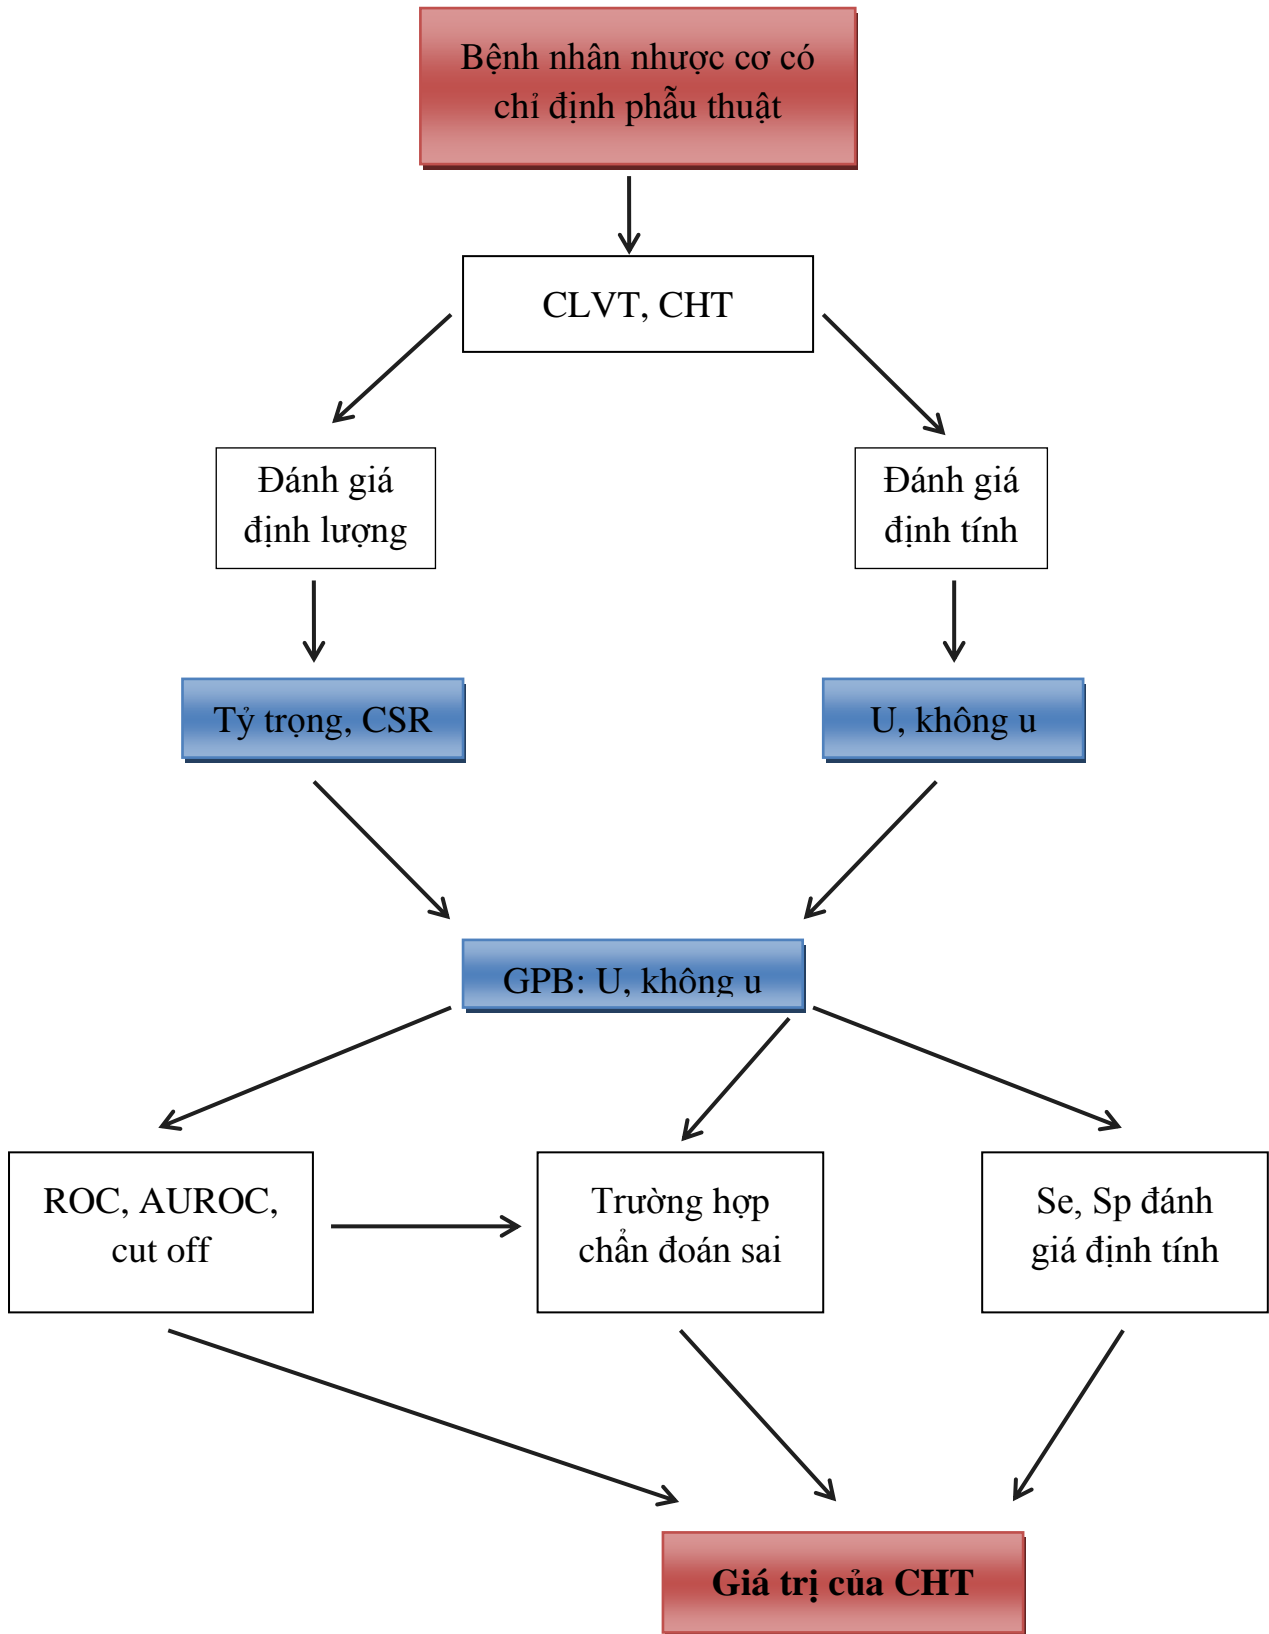 Bệnh nhân nhược cơ có
chỉ định phẫu thuật
CLVT, CHT
Đánh giá
định lượng
Đánh giá
định tính
Tỷ trọng, CSR
U, không u
GPB: U, không u
ROC, AUROC,
cut off
Trường hợp
chẩn đoán sai
Se, Sp đánh
giá định tính
Giá trị của CHT